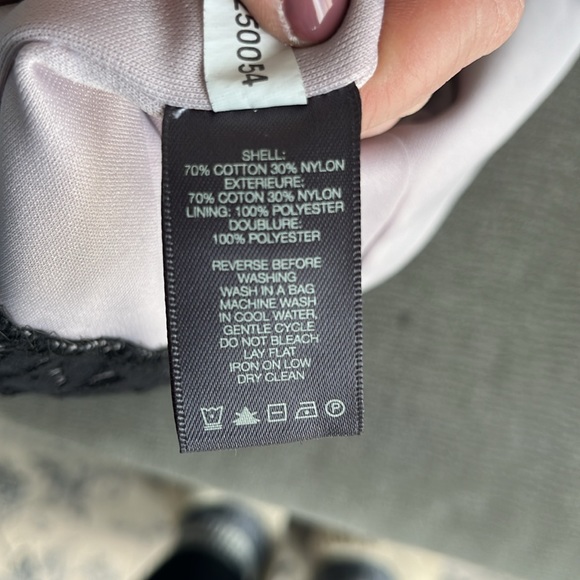 250054
SHELL:
70% COTTON 30% NYLON
EXTERIEURE:
70% COTON 30% NYLON
LINING: 100% POLYESTER
DOUBLURE:
100% POLYESTER
REVERSE BEFORE
WASHING
WASH IN A BAG
MACHINE WASH
IN COOL WATER,
GENTLE CYCLE
DO NOT BLEACH
LAY FLAT
IRON ON LOW
DRY CLEAN
P